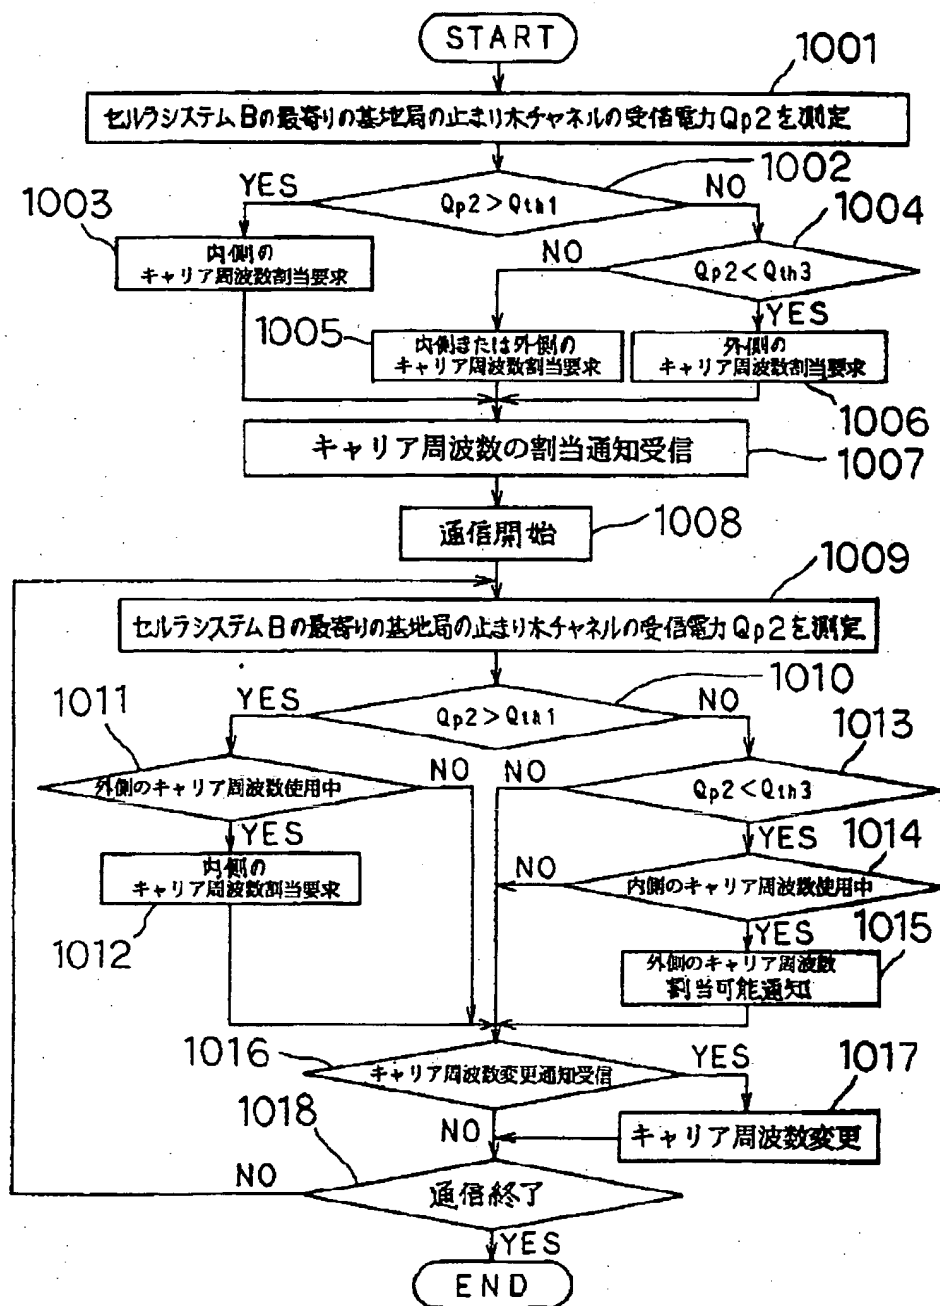 START
1001
セルラシステムBの最寄りの基地局の止まり木チャネルの受信電力Qp2を測定
1002
YES
NO
1003
Qp2>Qth1
1004
内側の
キャリア周波数割当要求
NO
Qp2<Qth3
YES
1005
内側または外側の
キャリア周波数割当要求
外側の
キャリア周波数割当要求
1006
キャリア周波数の割当通知受信
1007
通信開始
1008
1009
セルラシステムBの最寄りの基地局の止まり木チャネルの受信電力Qp2を測定
1010
1011
YES
NO
Qp2>Qth1
1013
外側のキャリア周波数使用中
NO
NO
Qp2<Qth3
YES
YES
1014
内側の
キャリア周波数割当要求
NO
内側のキャリア周波数使用中
1012
YES
1015
外側のキャリア周波数
割当可能通知
1016
キャリア周波数変更通知受信
YES
1017
NO
キャリア周波数変更
1018
NO
通信終了
YES
END